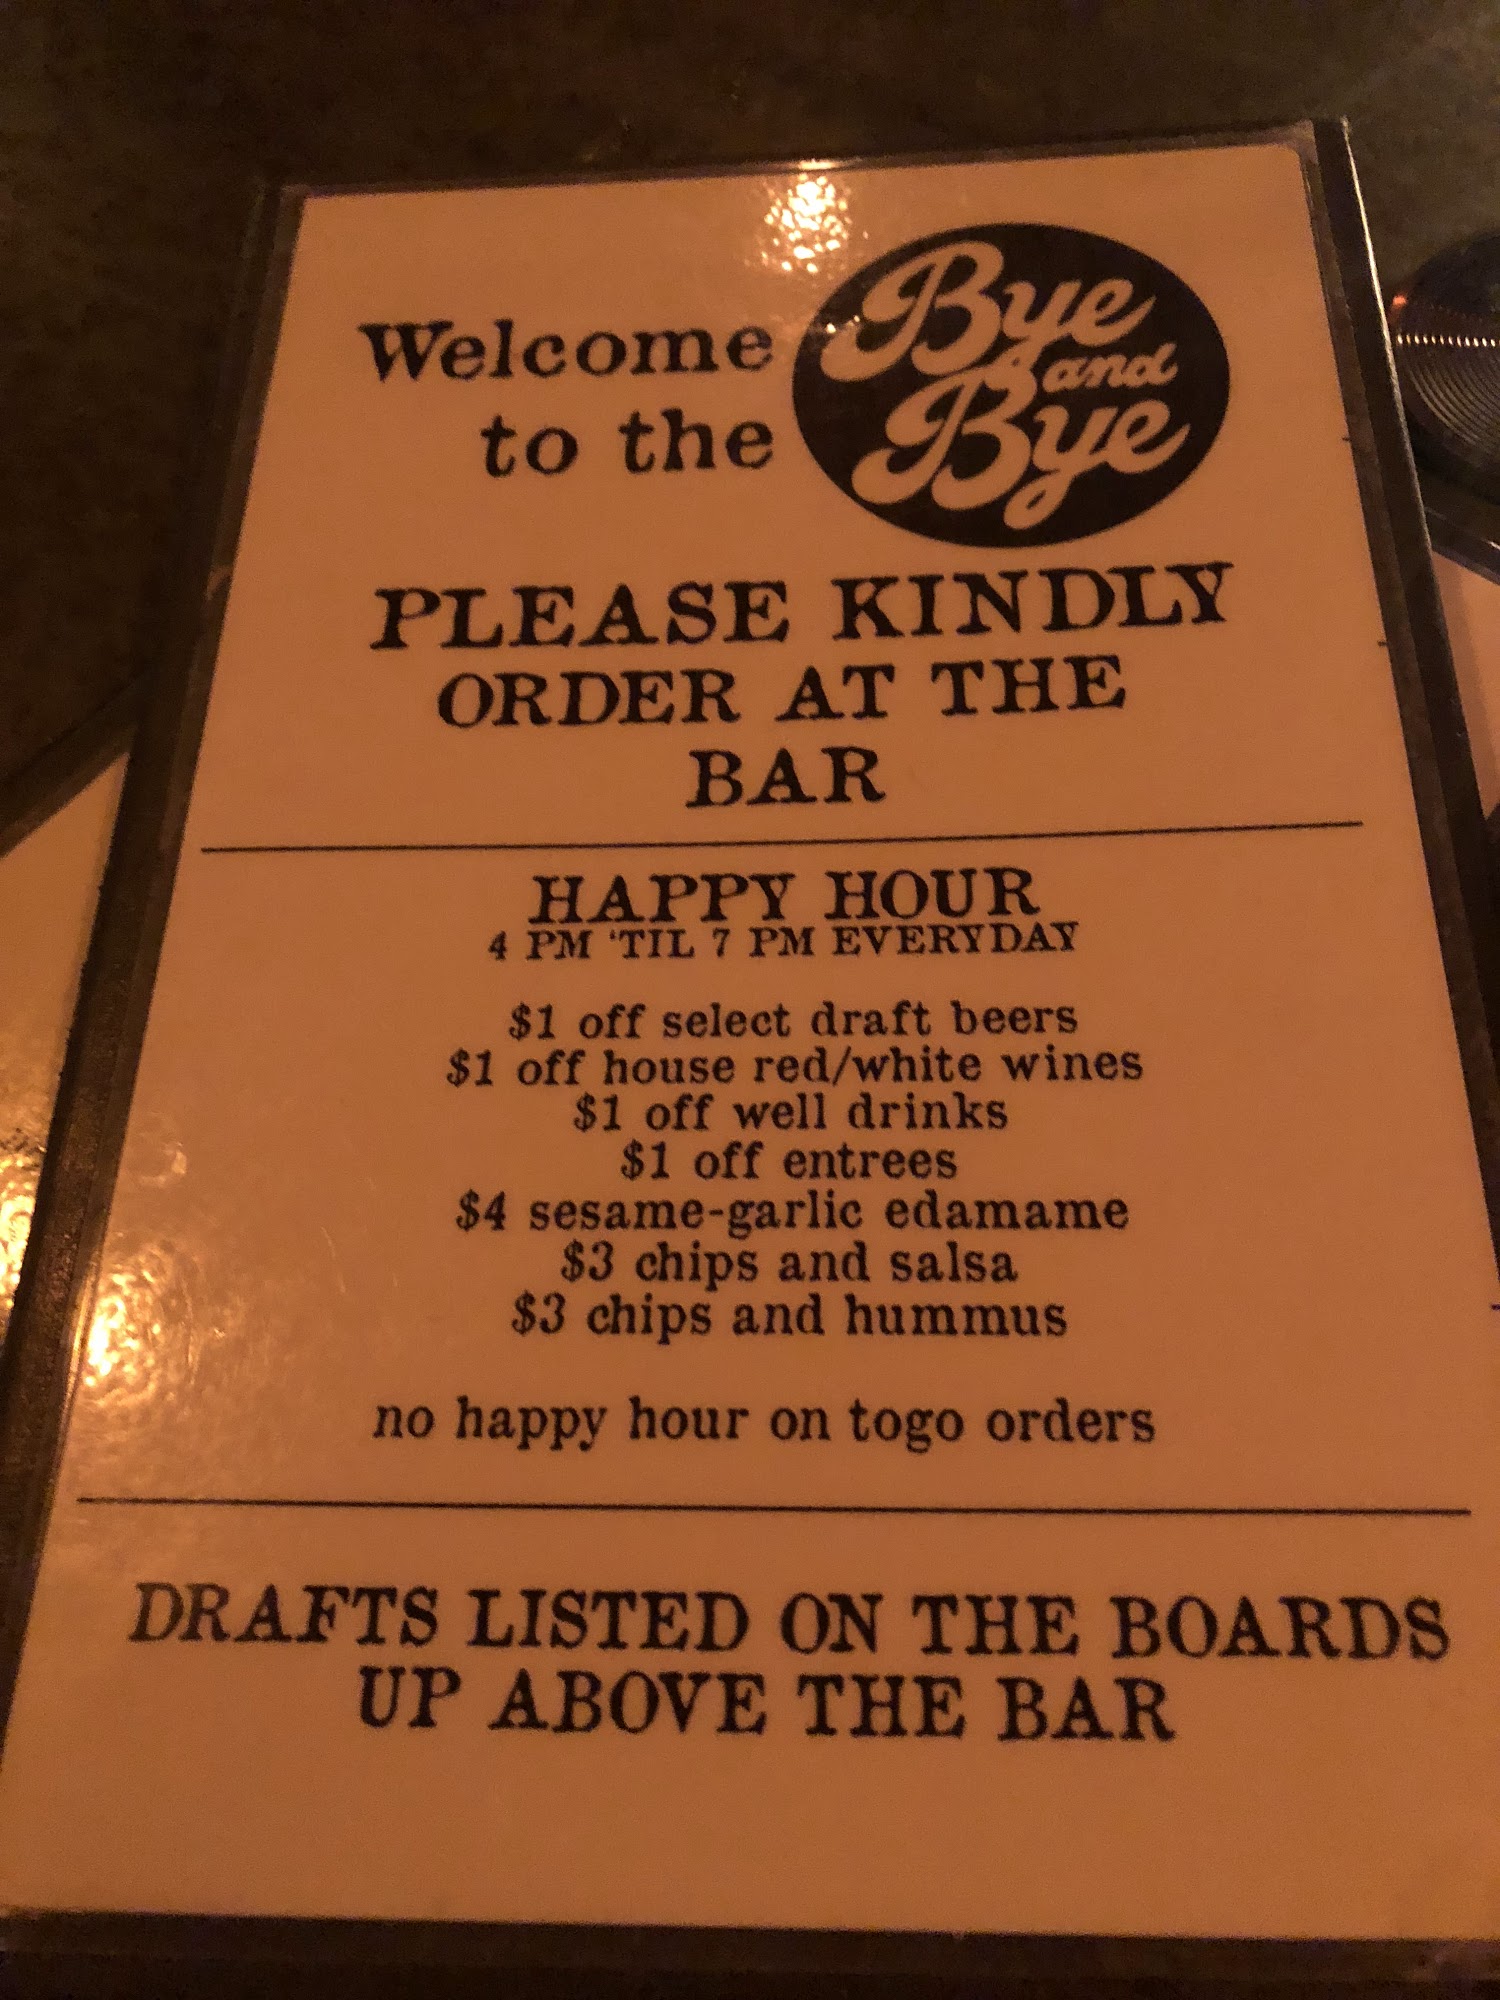 Welcome
to the
Bye
and
Bye
PLEASE KINDLY
ORDER AT THE
BAR
HAPPY HOUR
4 PM 'TIL 7 PM EVERYDAY
$1 off select draft beers
$1 off house red/white wines
$1 off well drinks
$1 off entrees
$4 sesame-garlic edamame
$3 chips and salsa
$3 chips and hummus
no happy hour on togo orders
DRAFTS LISTED ON THE BOARDS
UP ABOVE THE BAR